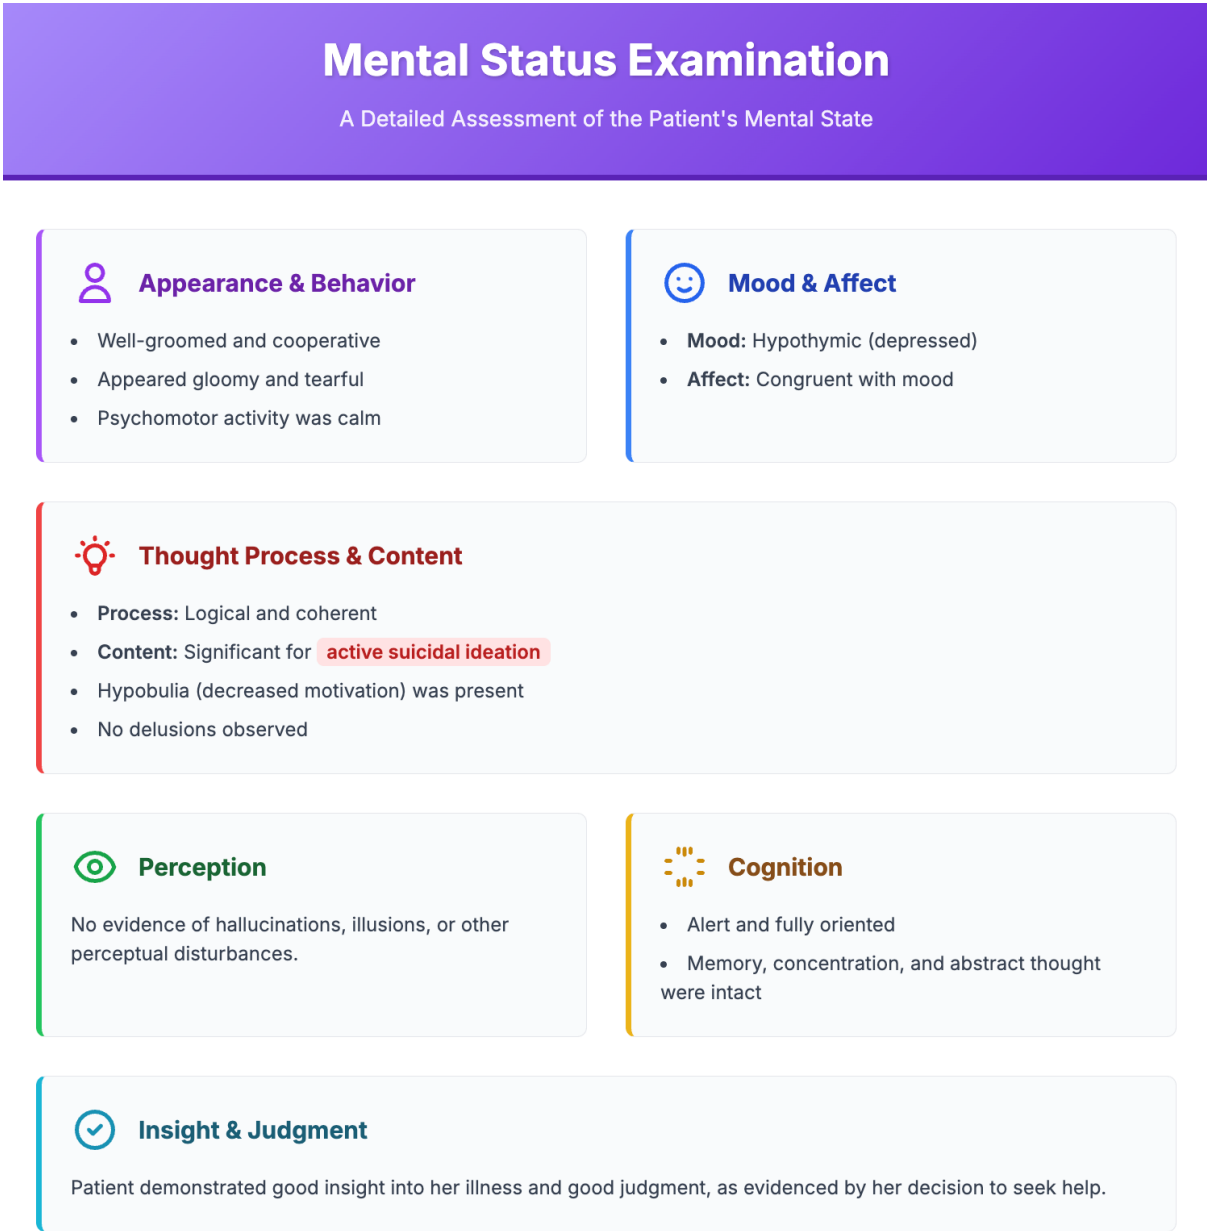 Mental Status Examination
A Detailed Assessment of the Patient's Mental State
Appearance & Behavior
• Well-groomed and cooperative
• Appeared gloomy and tearful
• Psychomotor activity was calm
Mood & Affect
• Mood: Hypothymic (depressed)
• Affect: Congruent with mood
Thought Process & Content
• Process: Logical and coherent
• Content: Significant for active suicidal ideation
• Hypobulia (decreased motivation) was present
• No delusions observed
Perception
No evidence of hallucinations, illusions, or other
perceptual disturbances.
Cognition
• Alert and fully oriented
• Memory, concentration, and abstract thought
were intact
Insight & Judgment
Patient demonstrated good insight into her illness and good judgment, as evidenced by her decision to seek help.